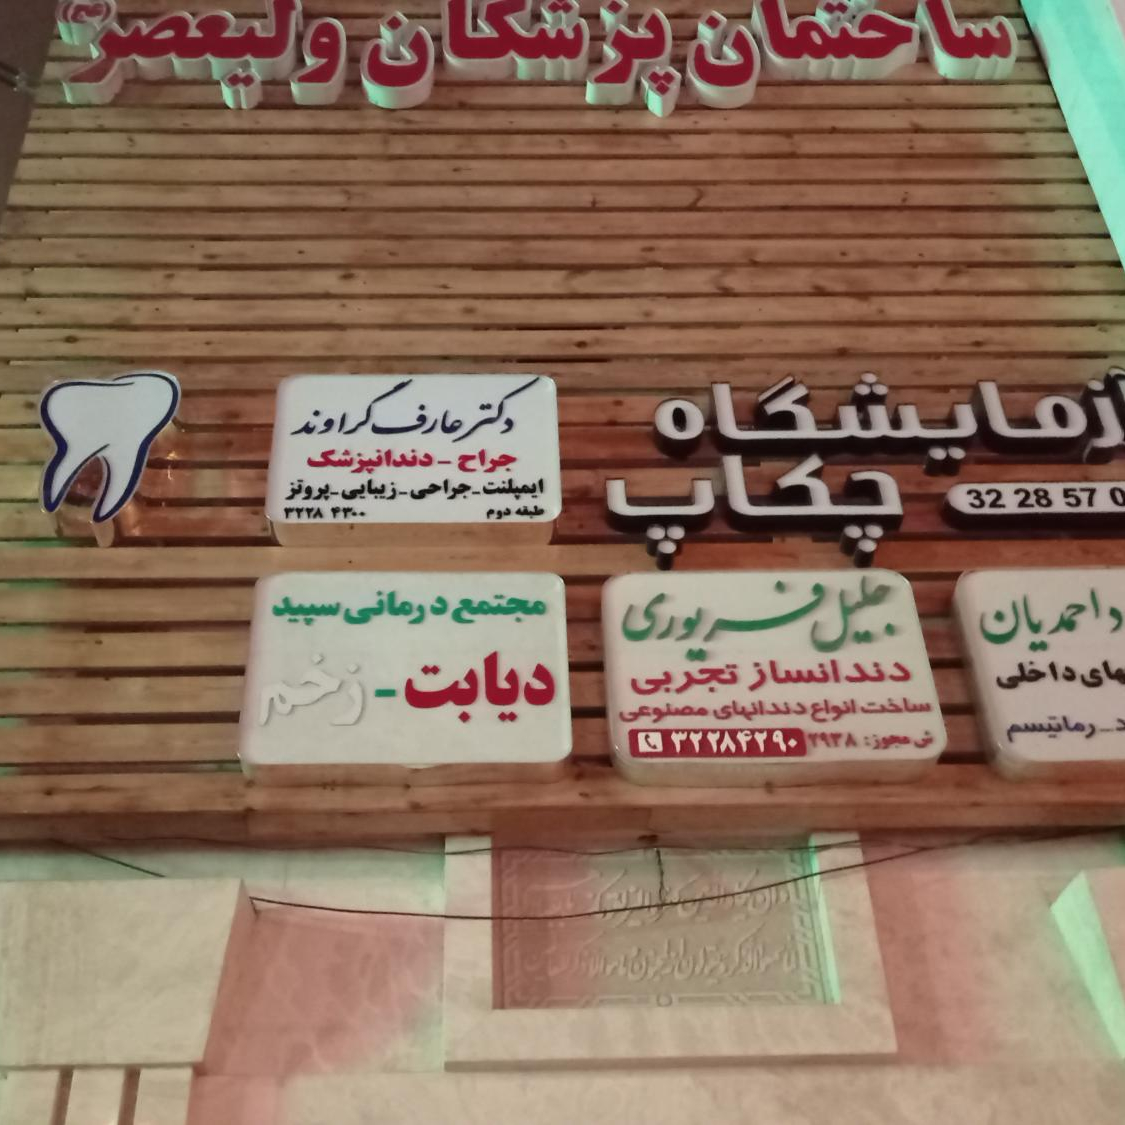 ساختمان پزشکان ولیعصر (عج)
دکتر عارف گراوند
جراح - دندانپزشک
ایمپلنت-جراحی-زیبایی-پروتز
طبقه دوم ۳۲۲۸ ۴۳۰۰
آزمایشگاه
چکاپ
32 28 57 0
مجتمع درمانی سپید
دیابت - زخم
جلیل فریوری
دندانساز تجربی
ساخت انواع دندانهای مصنوعی
ش مجوز: ۲۹۳۸ ۳۲۲۸۴۲۹۰
د احمدیان
های داخلی
د-رماتیسم